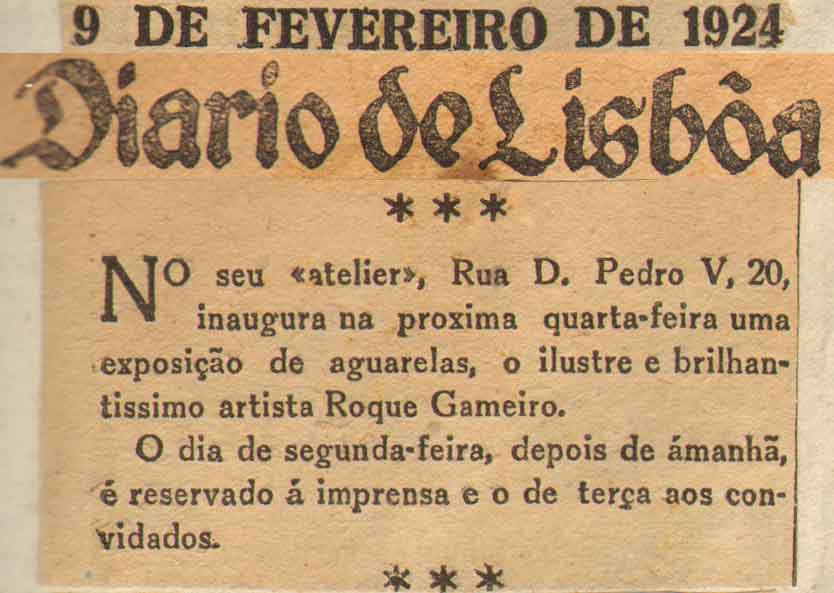 9 DE FEVEREIRO DE 1924
Diario de Lisbôa
* * *
NO seu «atelier», Rua D. Pedro V, 20,
inaugura na proxima quarta-feira uma
exposição de aguarelas, o ilustre e brilhan-
tissimo artista Roque Gameiro.
O dia de segunda-feira, depois de ámanhã,
é reservado á imprensa e o de terça aos con-
vidados.
* * *